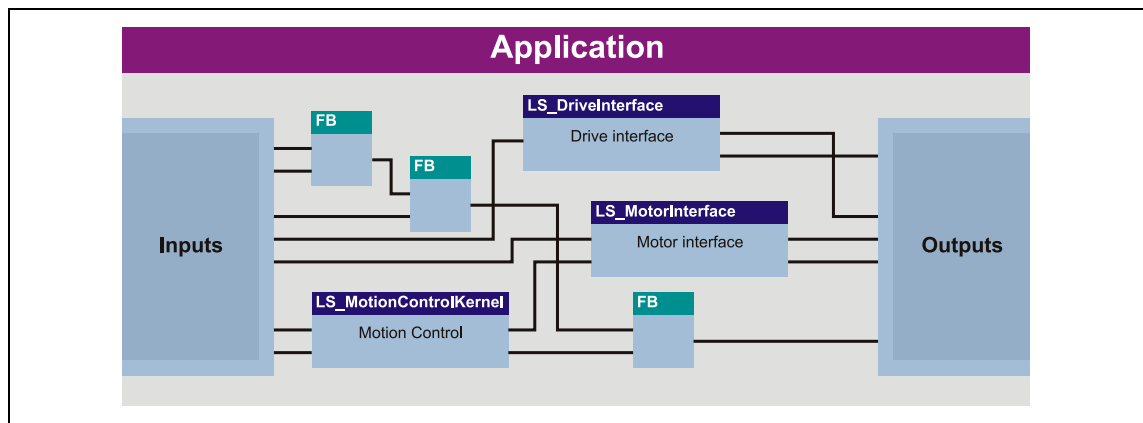 Application
LS_DriveInterface
Drive interface
FB
FB
LS_MotorInterface
Motor interface
Inputs
Outputs
LS_MotionControlKernel
Motion Control
FB